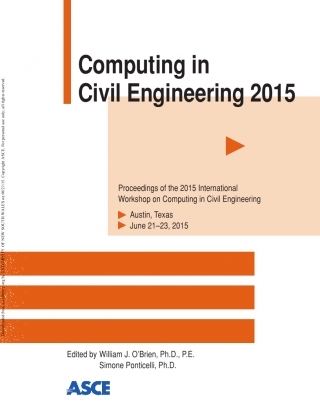 Computing in
Civil Engineering 2015
Proceedings of the 2015 International
Workshop on Computing in Civil Engineering
Austin, Texas
June 21–23, 2015
Edited by William J. O'Brien, Ph.D., P.E.
Simone Ponticelli, Ph.D.
ASCE